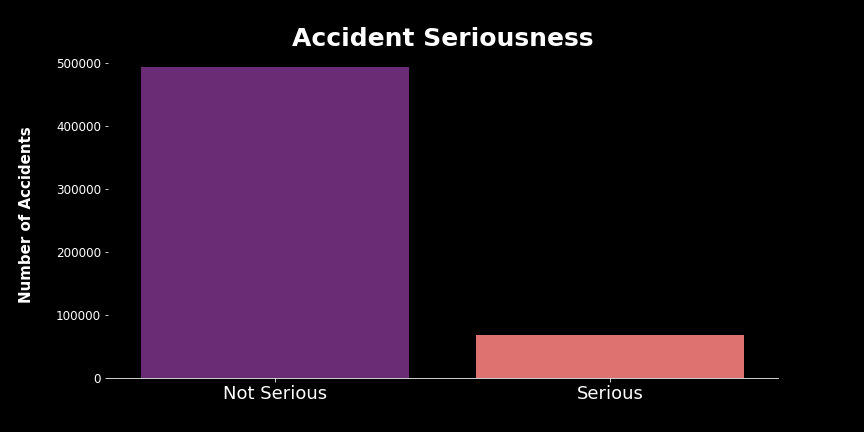 Accident Seriousness
Number of Accidents
500000
400000
300000
200000
100000
0
Not Serious
Serious